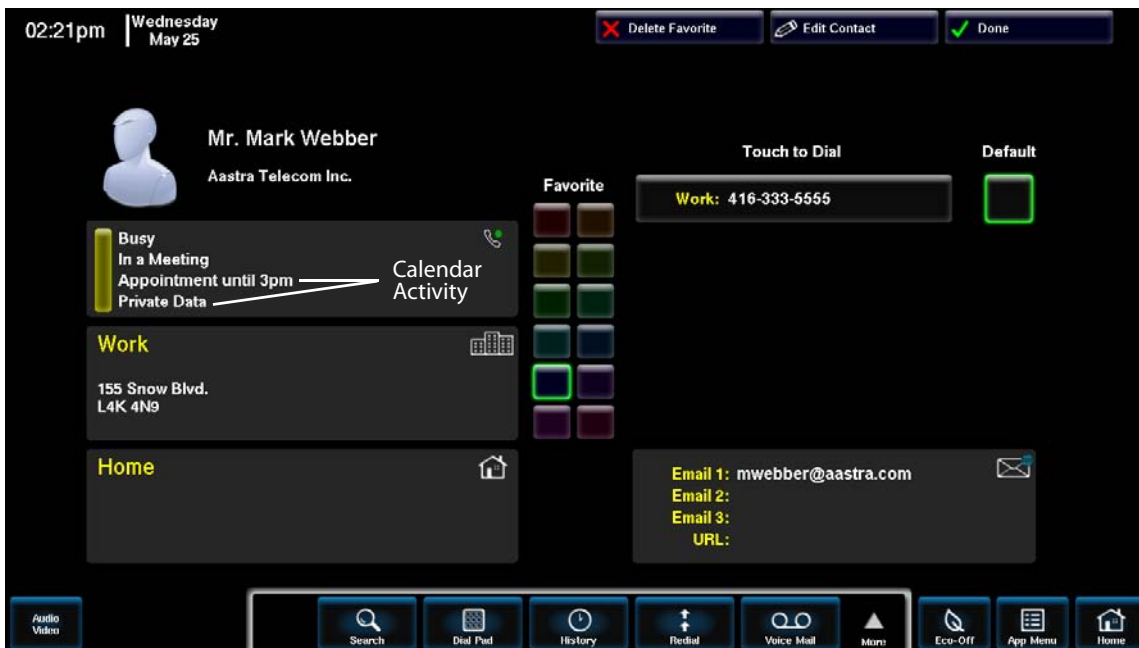 02:21pm
Wednesday
May 25
Delete Favorite
Edit Contact
Done
Mr. Mark Webber
Aastra Telecom Inc.
Favorite
Touch to Dial
Default
Work: 416-333-5555
Busy
In a Meeting
Appointment until 3pm
Private Data
Calendar
Activity
Work
155 Snow Blvd.
L4K 4N9
Home
Email 1: mwebber@aastra.com
Email 2:
Email 3:
URL:
Audio
Video
Search
Dial Pad
History
Redial
Voice Mail
More
Eco-Off
App Menu
Home